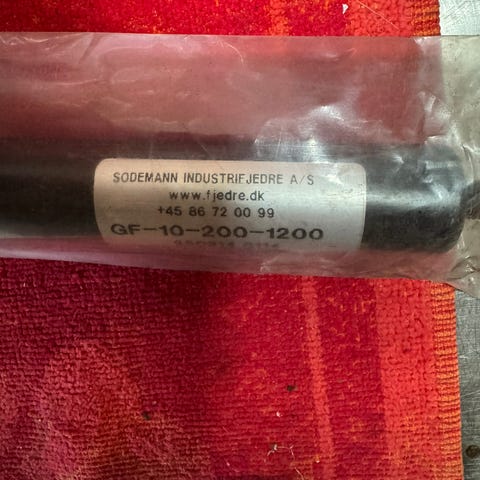 SODEMANN INDUSTRIFJEDRE A/S
www.fjedre.dk
+45 86 72 00 99
GF-10-200-1200